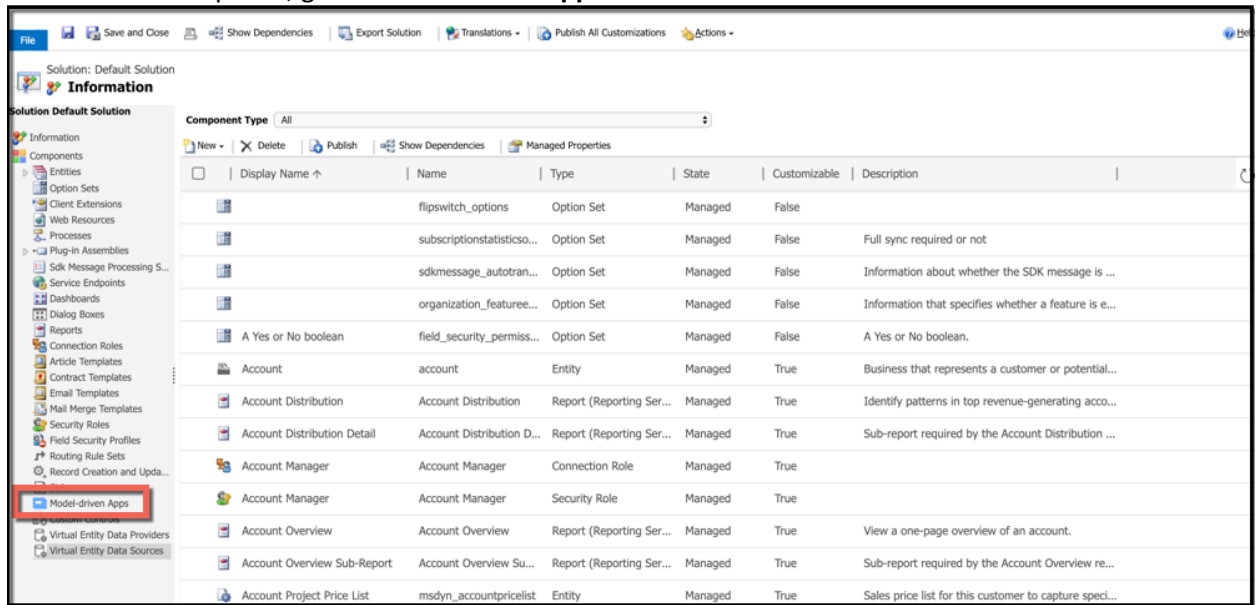 File Save and Close Show Dependencies Export Solution Translations Publish All Customizations Actions
Solution: Default Solution
Information
Solution Default Solution
Component Type All
Information
New Delete Publish Show Dependencies Managed Properties
Components
Entities
Option Sets
Client Extensions
Web Resources
Processes
Plug-in Assemblies
Sdk Message Processing S...
Service Endpoints
Dashboards
Dialog Boxes
Reports
Connection Roles
Article Templates
Contract Templates
Email Templates
Mail Merge Templates
Security Roles
Field Security Profiles
Routing Rule Sets
Record Creation and Upda...
Model-driven Apps
Custom Controls
Virtual Entity Data Providers
Virtual Entity Data Sources
Display Name ↑ Name Type State Customizable Description
flipswitch_options Option Set Managed False
subscriptionstatisticso... Option Set Managed False Full sync required or not
sdkmessage_autotran... Option Set Managed False Information about whether the SDK message is ...
organization_featuree... Option Set Managed False Information that specifies whether a feature is e...
A Yes or No boolean field_security_permiss... Option Set Managed False A Yes or No boolean.
Account account Entity Managed True Business that represents a customer or potential...
Account Distribution Account Distribution Report (Reporting Ser... Managed True Identify patterns in top revenue-generating acco...
Account Distribution Detail Account Distribution D... Report (Reporting Ser... Managed True Sub-report required by the Account Distribution ...
Account Manager Account Manager Connection Role Managed True
Account Manager Account Manager Security Role Managed True
Account Overview Account Overview Report (Reporting Ser... Managed True View a one-page overview of an account.
Account Overview Sub-Report Account Overview Su... Report (Reporting Ser... Managed True Sub-report required by the Account Overview re...
Account Project Price List msdyn_accountpricelist Entity Managed True Sales price list for this customer to capture speci...